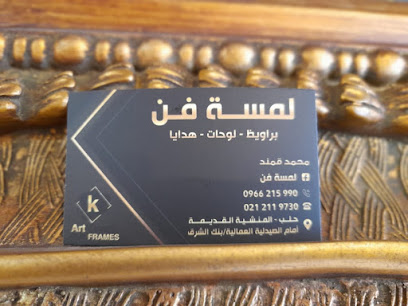 لمسة فن
براويظ - لوحات - هدايا
محمد قمند
لمسة فن
0966 215 990
021 211 9730
حلب - المنشية القديمة
أمام الصيدلية العمالية/بنك الشرق
k
Art
FRAMES